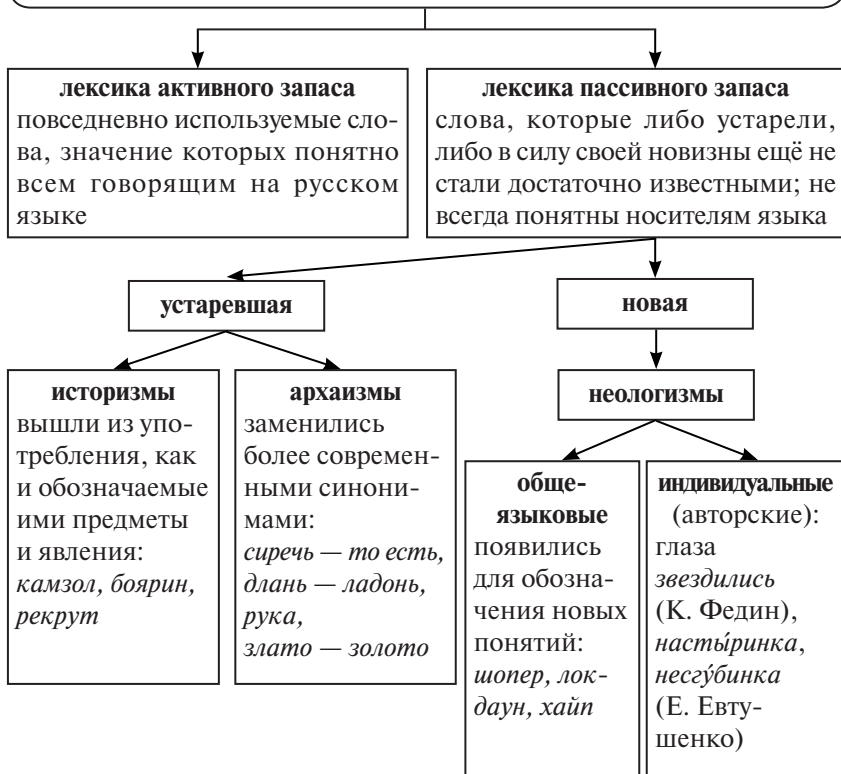 лексика активного запаса
повседневно используемые сло-
ва, значение которых понятно
всем говорящим на русском
языке
лексика пассивного запаса
слова, которые либо устарели,
либо в силу своей новизны ещё не
стали достаточно известными; не
всегда понятны носителям языка
устаревшая
новая
историзмы
вышли из упо-
требления, как
и обозначаемые
ими предметы
и явления:
камзол, боярин,
рекрут
архаизмы
заменились
более современ-
ными синони-
мами:
сиречь — то есть,
длань — ладонь,
рука,
злато — золото
неологизмы
обще-
языковые
появились
для обозна-
чения новых
понятий:
шопер, лок-
даун, хайп
индивидуальные
(авторские):
глаза
звездились
(К. Федин),
насты́ринка,
несгу́бинка
(Е. Евту-
шенко)